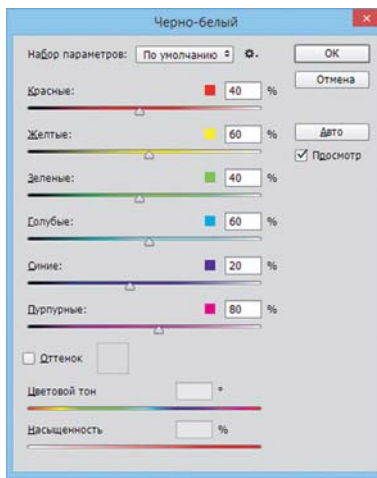 Черно-белый
Набор параметров: По умолчанию
OK
Отмена
Красные: 40 %
Желтые: 60 %
Авто
Просмотр
Зеленые: 40 %
Голубые: 60 %
Синие: 20 %
Пурпурные: 80 %
Оттенок
Цветовой тон °
Насыщенность %